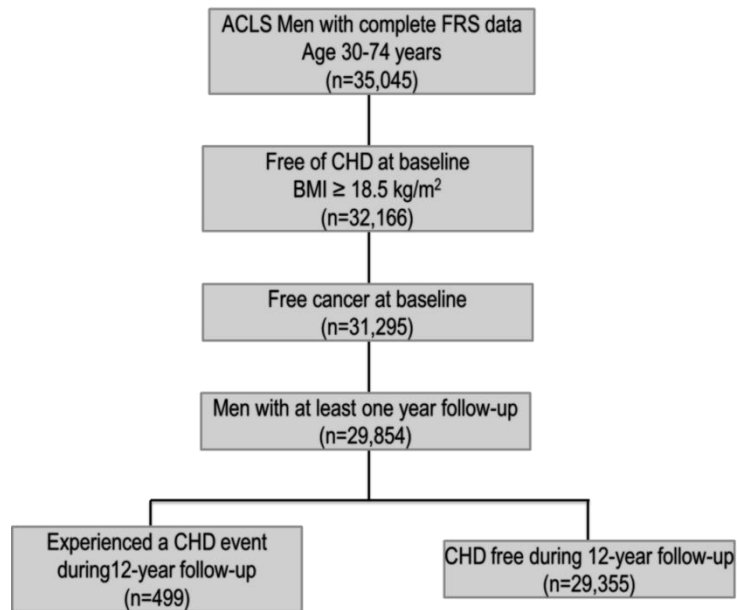 ACLS Men with complete FRS data
Age 30-74 years
(n=35,045)
Free of CHD at baseline
BMI ≥ 18.5 kg/m²
(n=32,166)
Free cancer at baseline
(n=31,295)
Men with at least one year follow-up
(n=29,854)
Experienced a CHD event
during12-year follow-up
(n=499)
CHD free during 12-year follow-up
(n=29,355)